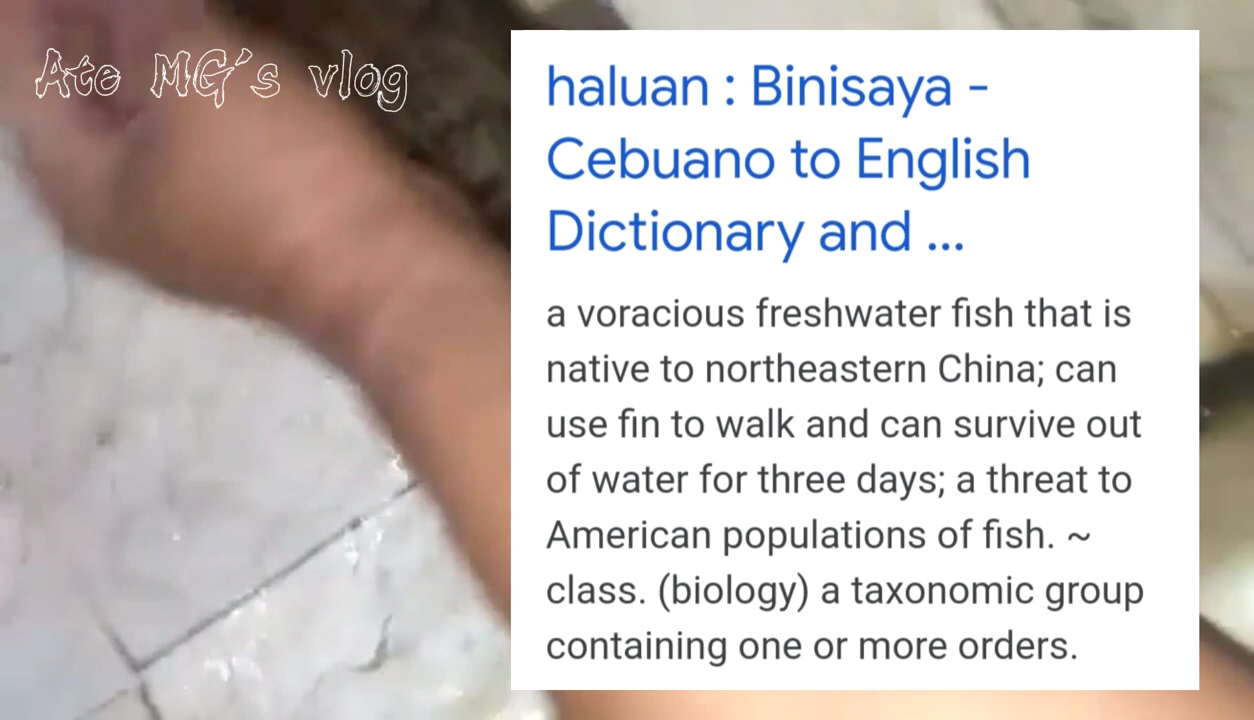 Ate MG's vlog
haluan : Binisaya -
Cebuano to English
Dictionary and ...
a voracious freshwater fish that is
native to northeastern China; can
use fin to walk and can survive out
of water for three days; a threat to
American populations of fish. ~
class. (biology) a taxonomic group
containing one or more orders.